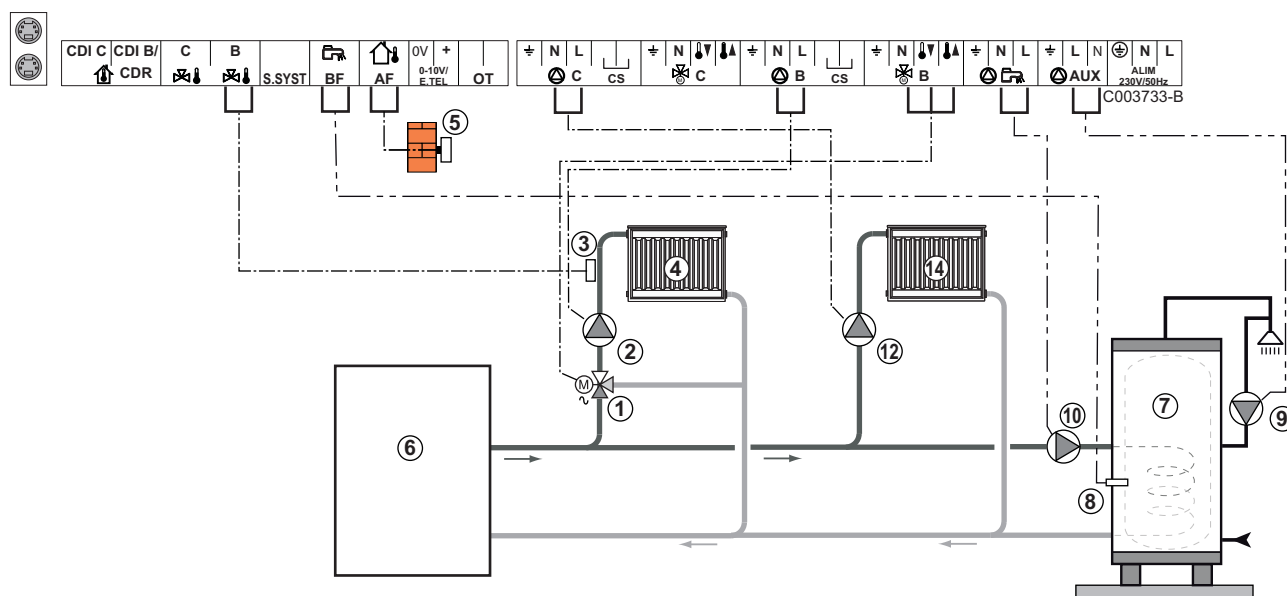 CDI C CDI B/ C B 0V +
CDR S.SYST BF AF 0-10V/ E.TEL OT
N L N N L N N L L N N L
C CS C B CS B AUX ALIM 230V/50Hz
C003733-B
5
3
4
14
2
12
M
1
10
7
9
6
8